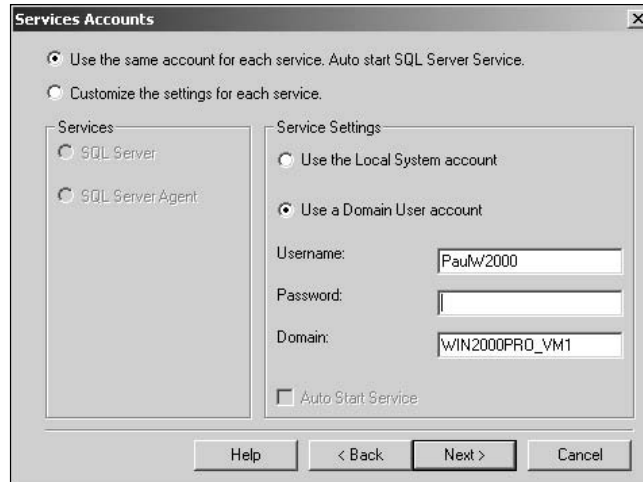 Services Accounts
Use the same account for each service. Auto start SQL Server Service.
Customize the settings for each service.
Services
SQL Server
SQL Server Agent
Service Settings
Use the Local System account
Use a Domain User account
Username:
PaulW2000
Password:
Domain:
WIN2000PRO_VM1
Auto Start Service
Help
< Back
Next >
Cancel